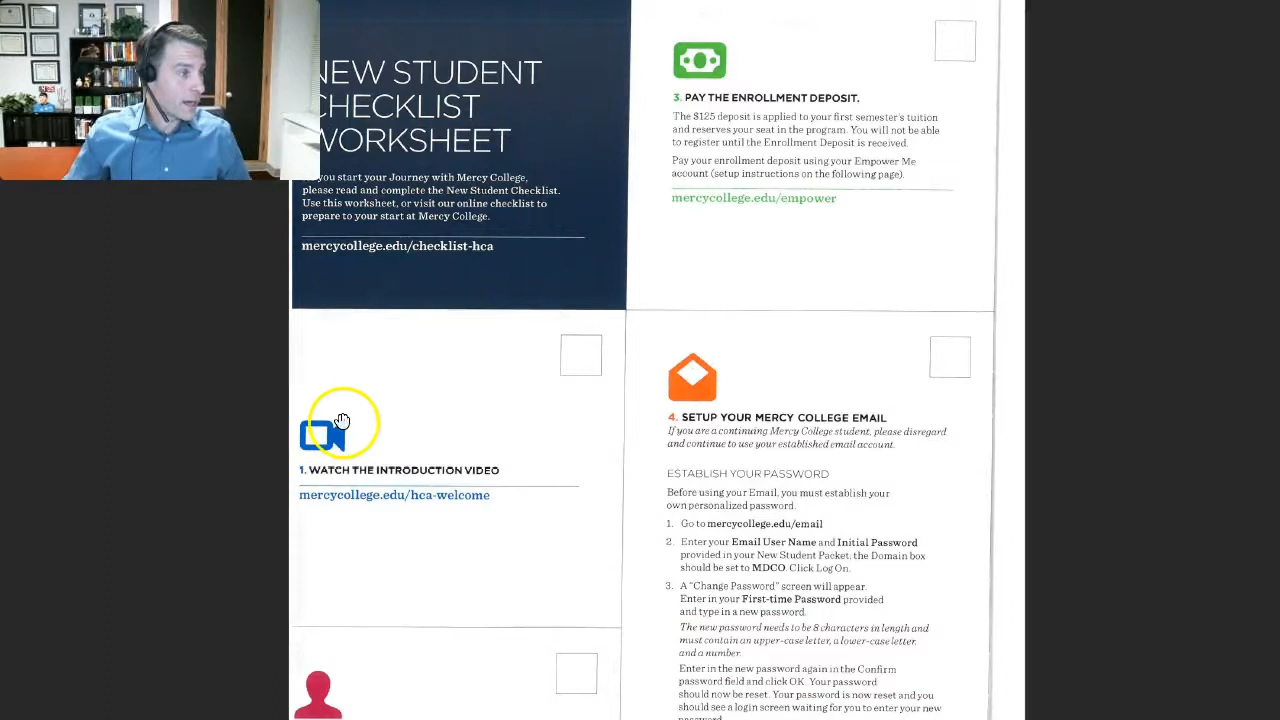 NEW STUDENT
CHECKLIST
WORKSHEET
you start your Journey with Mercy College,
please read and complete the New Student Checklist.
Use this worksheet, or visit our online checklist to
prepare to your start at Mercy College.
mercycollege.edu/checklist-hca
1. WATCH THE INTRODUCTION VIDEO
mercycollege.edu/hca-welcome
3. PAY THE ENROLLMENT DEPOSIT.
The $125 deposit is applied to your first semester's tuition
and reserves your seat in the program. You will not be able
to register until the Enrollment Deposit is received.
Pay your enrollment deposit using your Empower Me
account (setup instructions on the following page).
mercycollege.edu/empower
4. SETUP YOUR MERCY COLLEGE EMAIL
If you are a continuing Mercy College student, please disregard
and continue to use your established email account.
ESTABLISH YOUR PASSWORD
Before using your Email, you must establish your
own personalized password.
1. Go to mercycollege.edu/email
2. Enter your Email User Name and Initial Password
provided in your New Student Packet, the Domain box
should be set to MDCO. Click Log On.
3. A "Change Password" screen will appear.
Enter in your First-time Password provided
and type in a new password.
The new password needs to be 8 characters in length and
must contain an upper-case letter, a lower-case letter,
and a number.
Enter in the new password again in the Confirm
password field and click OK. Your password
should now be reset. Your password is now reset and you
should see a login screen waiting for you to enter your new
password.